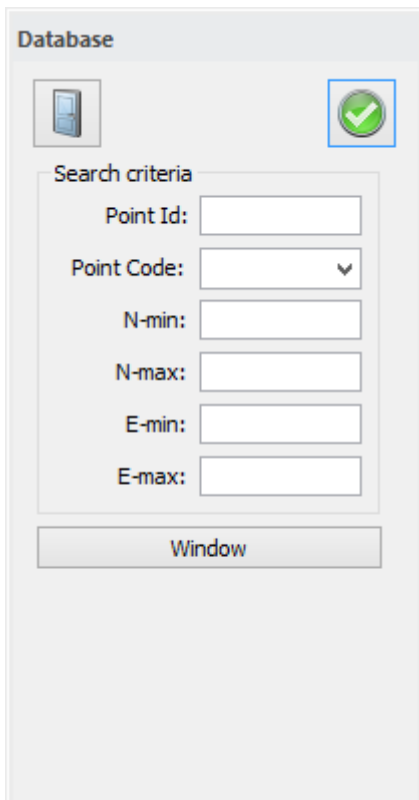 Database
Search criteria
Point Id:
Point Code:
N-min:
N-max:
E-min:
E-max:
Window